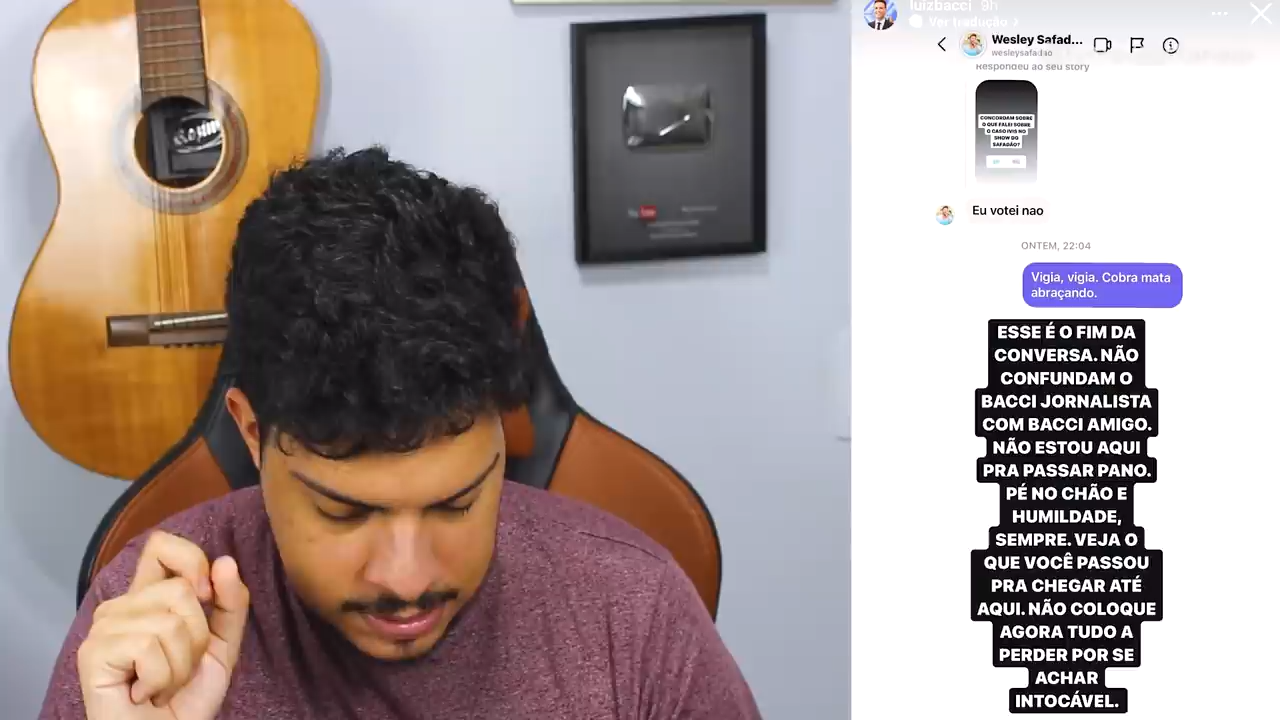 luizbacci 9h
Ver tradução >
Wesley Safad...
wesleysafadao
Respondeu ao seu story
CONCORDAM SOBRE
O QUE FALEI SOBRE
O CASO IVIS NO
SHOW DO
SAFADÃO?
Eu votei nao
ONTEM, 22:04
Vigia, vigia. Cobra mata
abraçando.
ESSE É O FIM DA
CONVERSA. NÃO
CONFUNDAM O
BACCI JORNALISTA
COM BACCI AMIGO.
NÃO ESTOU AQUI
PRA PASSAR PANO.
PÉ NO CHÃO E
HUMILDADE,
SEMPRE. VEJA O
QUE VOCÊ PASSOU
PRA CHEGAR ATÉ
AQUI. NÃO COLOQUE
AGORA TUDO A
PERDER POR SE
ACHAR
INTOCÁVEL.